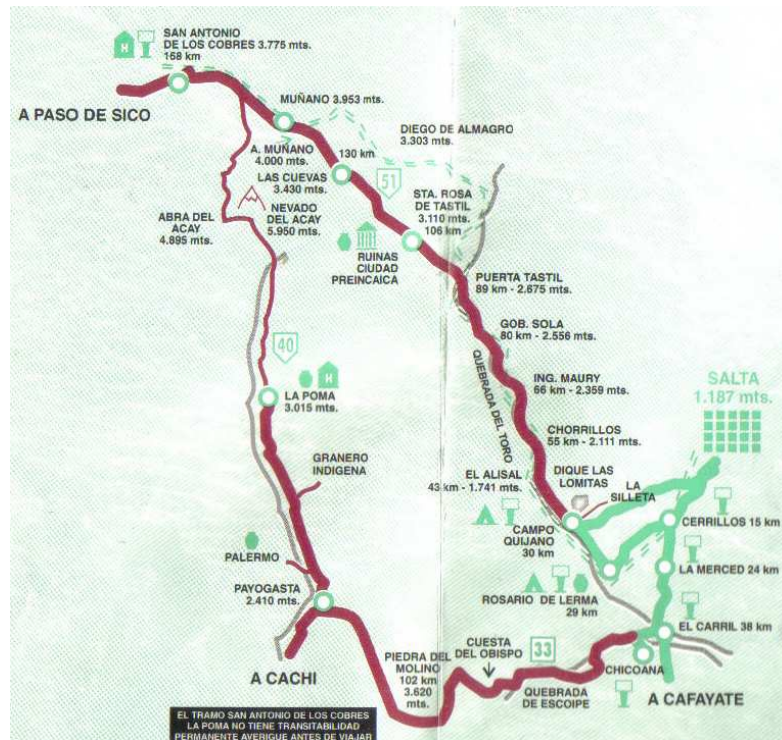 SAN ANTONIO
DE LOS COBRES 3.775 mts.
168 km
A PASO DE SICO
MUÑANO 3.953 mts.
DIEGO DE ALMAGRO
3.303 mts.
A. MUÑANO
4.000 mts.
130 km
LAS CUEVAS
3.430 mts.
51
STA. ROSA
DE TASTIL
3.110 mts.
106 km
ABRA DEL
ACAY
4.895 mts.
NEVADO
DEL ACAY
5.950 mts.
RUINAS
CIUDAD
PREINCAICA
PUERTA TASTIL
89 km - 2.675 mts.
GOB. SOLA
80 km - 2.556 mts.
QUEBRADA DEL TORO
ING. MAURY
66 km - 2.359 mts.
SALTA
1.187 mts.
40
H
H
LA POMA
3.015 mts.
CHORRILLOS
55 km - 2.111 mts.
GRANERO
INDIGENA
EL ALISAL
43 km - 1.741 mts.
DIQUE LAS
LOMITAS
LA
SILLETA
CERRILLOS 15 km
CAMPO
QUIJANO
30 km
PALERMO
LA MERCED 24 km
PAYOGASTA
2.410 mts.
ROSARIO DE LERMA
29 km
EL CARRIL 38 km
A CACHI
PIEDRA DEL
MOLINO
102 km
3.620
mts.
CUESTA
DEL OBISPO
33
CHICOANA
QUEBRADA
DE ESCOIPE
A CAFAYATE
EL TRAMO SAN ANTONIO DE LOS COBRES
LA POMA NO TIENE TRANSITABILIDAD
PERMANENTE AVERIGUE ANTES DE VIAJAR